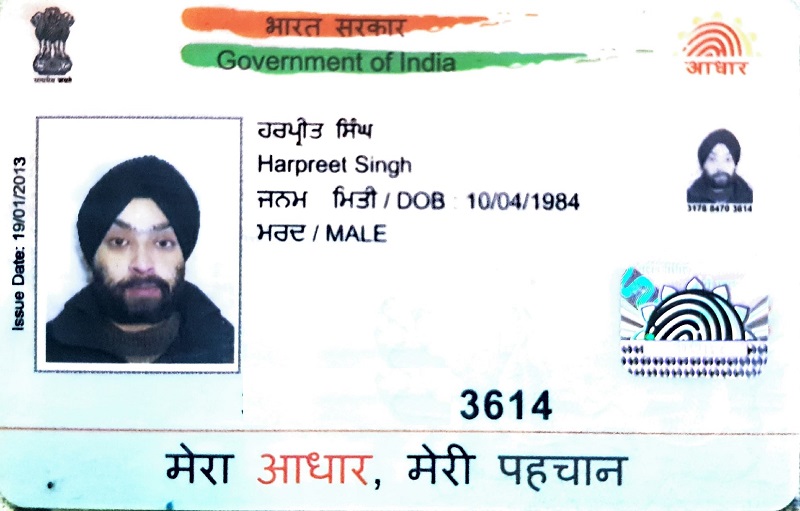 भारत सरकार
Government of India
सत्यमेव जयते
आधार
Issue Date: 19/01/2013
ਹਰਪ੍ਰੀਤ ਸਿੰਘ
Harpreet Singh
ਜਨਮ ਮਿਤੀ / DOB : 10/04/1984
ਮਰਦ / MALE
3178 8470 3614
3614
मेरा आधार, मेरी पहचान